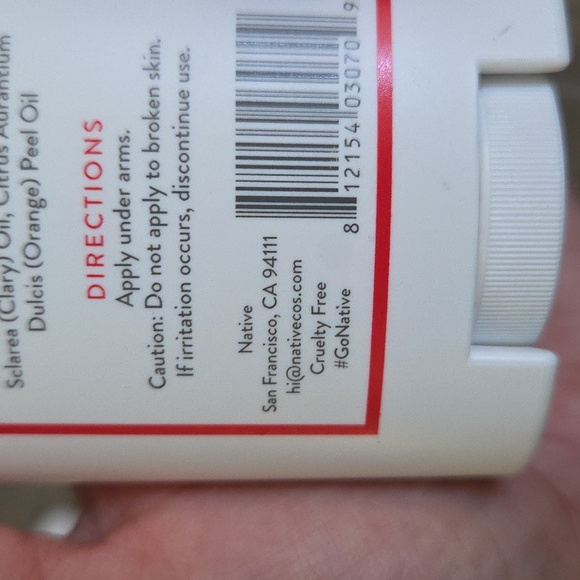 Sclarea (Clary) Oil, Citrus Aurantium
Dulcis (Orange) Peel Oil
DIRECTIONS
Apply under arms.
Caution: Do not apply to broken skin.
If irritation occurs, discontinue use.
Native
San Francisco, CA 94111
hi@nativecos.com
Cruelty Free
#GoNative
8 12154 03070 9